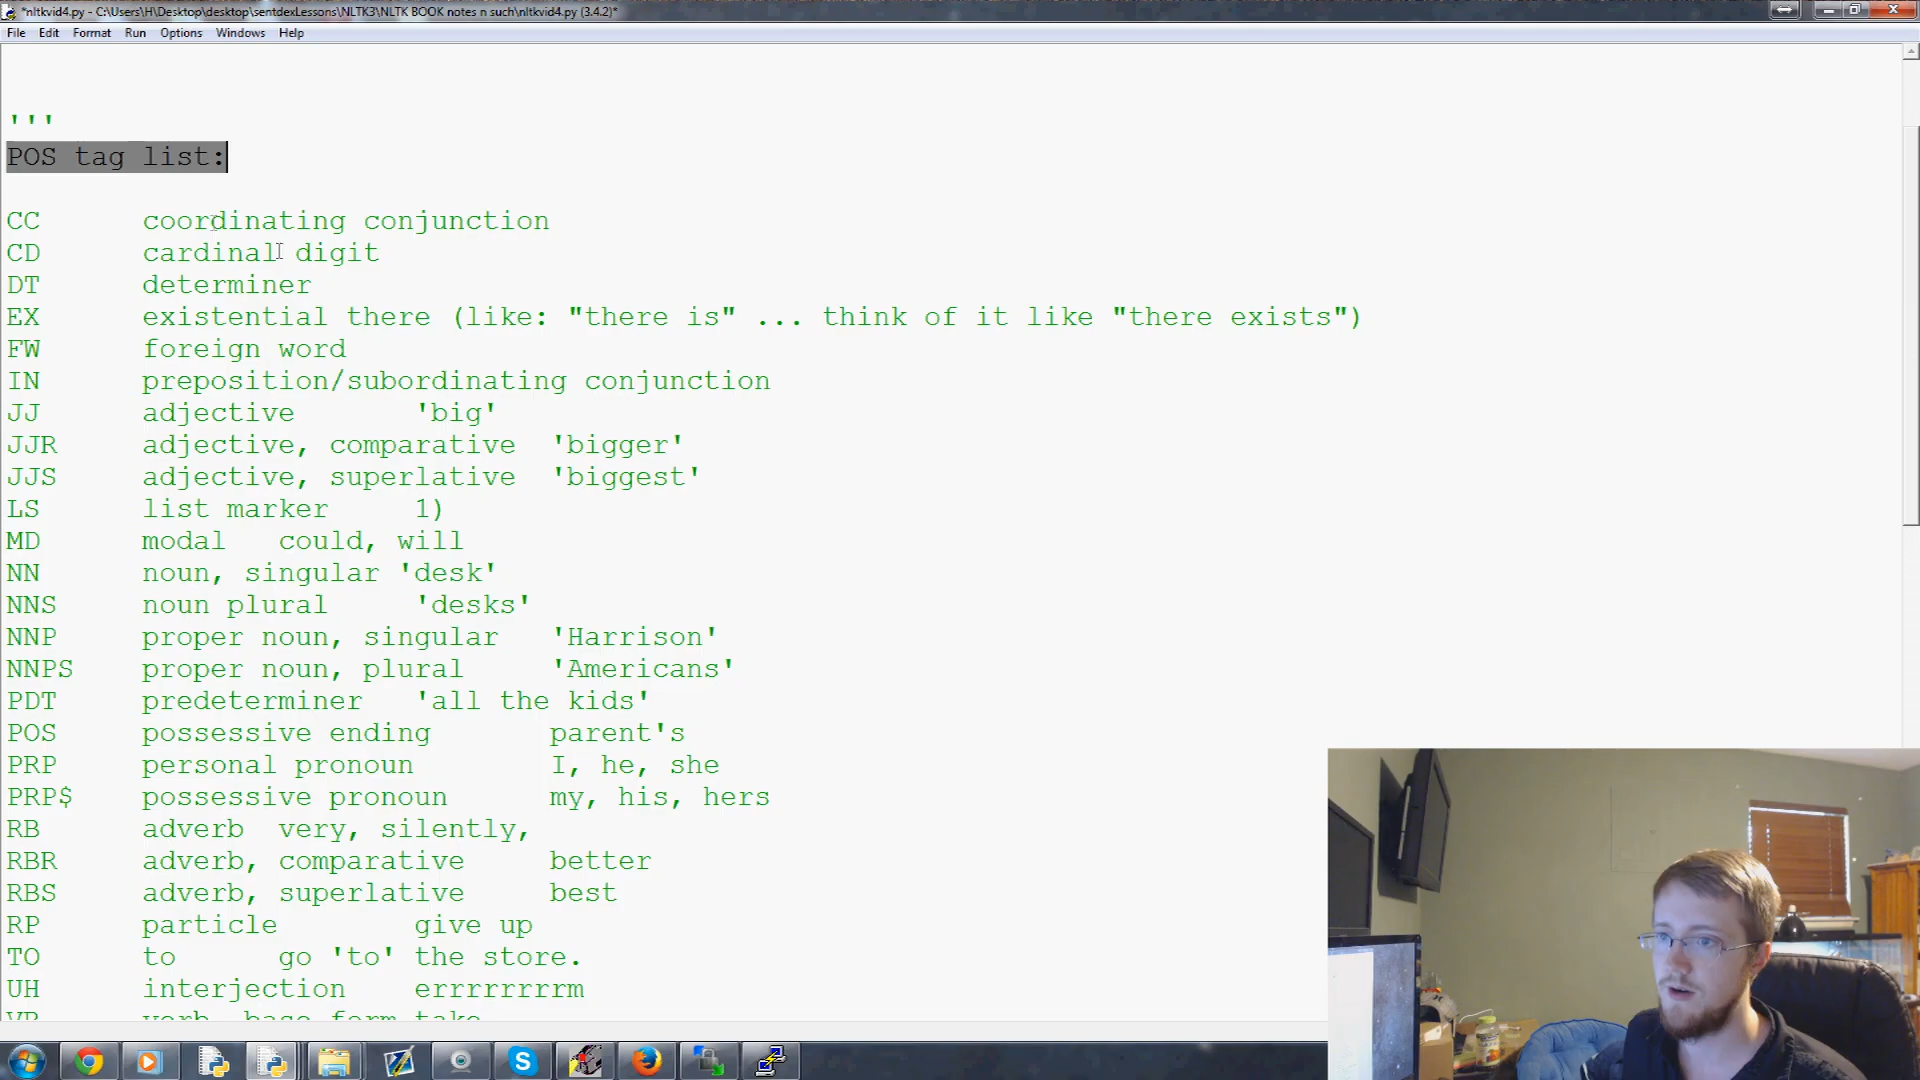 *nltkvid4.py - C:\Users\H\Desktop\desktop\sentdexLessons\NLTK3\NLTK BOOK notes n such\nltkvid4.py (3.4.2)*
File Edit Format Run Options Windows Help
'''
POS tag list:
CC coordinating conjunction
CD cardinal digit
DT determiner
EX existential there (like: "there is" ... think of it like "there exists")
FW foreign word
IN preposition/subordinating conjunction
JJ adjective 'big'
JJR adjective, comparative 'bigger'
JJS adjective, superlative 'biggest'
LS list marker 1)
MD modal could, will
NN noun, singular 'desk'
NNS noun plural 'desks'
NNP proper noun, singular 'Harrison'
NNPS proper noun, plural 'Americans'
PDT predeterminer 'all the kids'
POS possessive ending parent's
PRP personal pronoun I, he, she
PRP$ possessive pronoun my, his, hers
RB adverb very, silently,
RBR adverb, comparative better
RBS adverb, superlative best
RP particle give up
TO to go 'to' the store.
UH interjection errrrrrrrm
VB verb, base form take